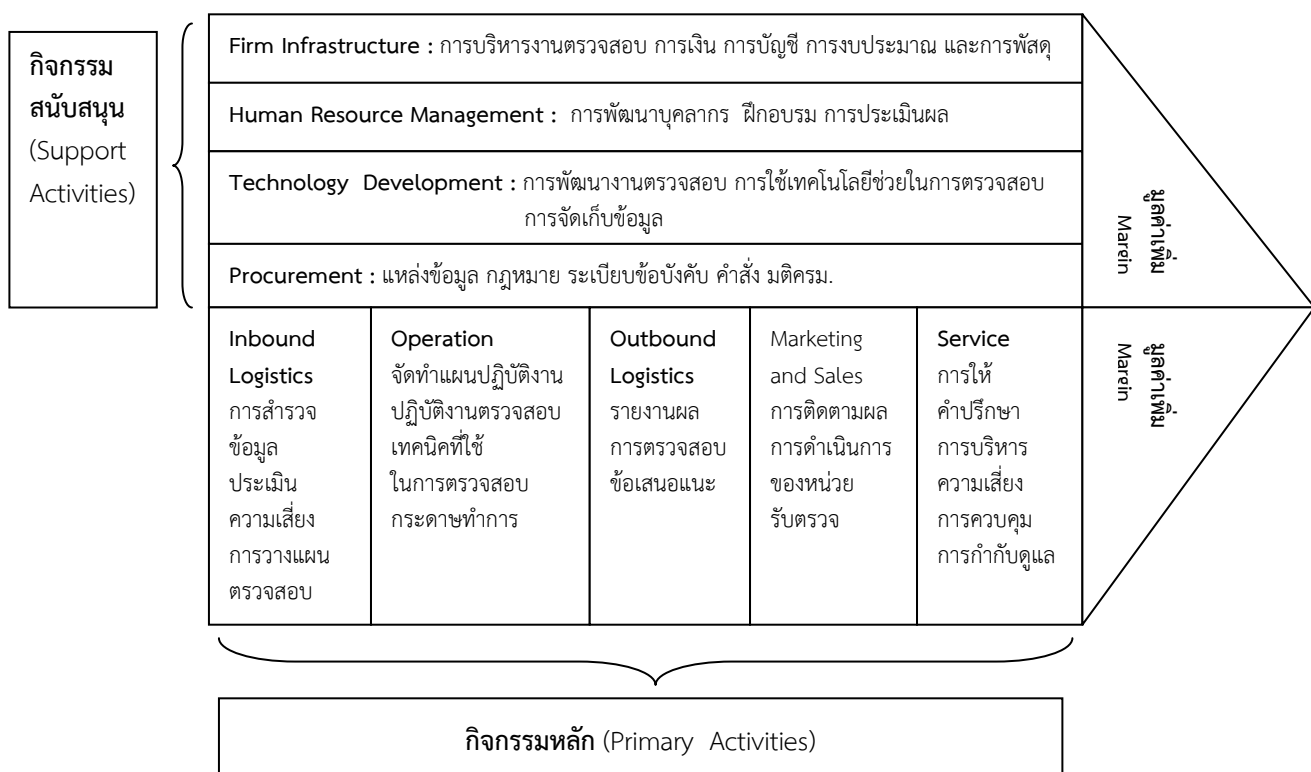 กิจกรรม
สนับสนุน
(Support
Activities)
Firm Infrastructure : การบริหารงานตรวจสอบ การเงิน การบัญชี การงบประมาณ และการพัสดุ
Human Resource Management : การพัฒนาบุคลากร ฝึกอบรม การประเมินผล
Technology Development : การพัฒนางานตรวจสอบ การใช้เทคโนโลยีช่วยในการตรวจสอบ
การจัดเก็บข้อมูล
Procurement : แหล่งข้อมูล กฎหมาย ระเบียบข้อบังคับ คำสั่ง มติครม.
มูลค่าเพิ่ม
Marein
Inbound
Logistics
การสำรวจ
ข้อมูล
ประเมิน
ความเสี่ยง
การวางแผน
ตรวจสอบ
Operation
จัดทำแผนปฏิบัติงาน
ปฏิบัติงานตรวจสอบ
เทคนิคที่ใช้
ในการตรวจสอบ
กระดาษทำการ
Outbound
Logistics
รายงานผล
การตรวจสอบ
ข้อเสนอแนะ
Marketing
and Sales
การติดตามผล
การดำเนินการ
ของหน่วย
รับตรวจ
Service
การให้
คำปรึกษา
การบริหาร
ความเสี่ยง
การควบคุม
การกำกับดูแล
มูลค่าเพิ่ม
Marein
กิจกรรมหลัก (Primary Activities)